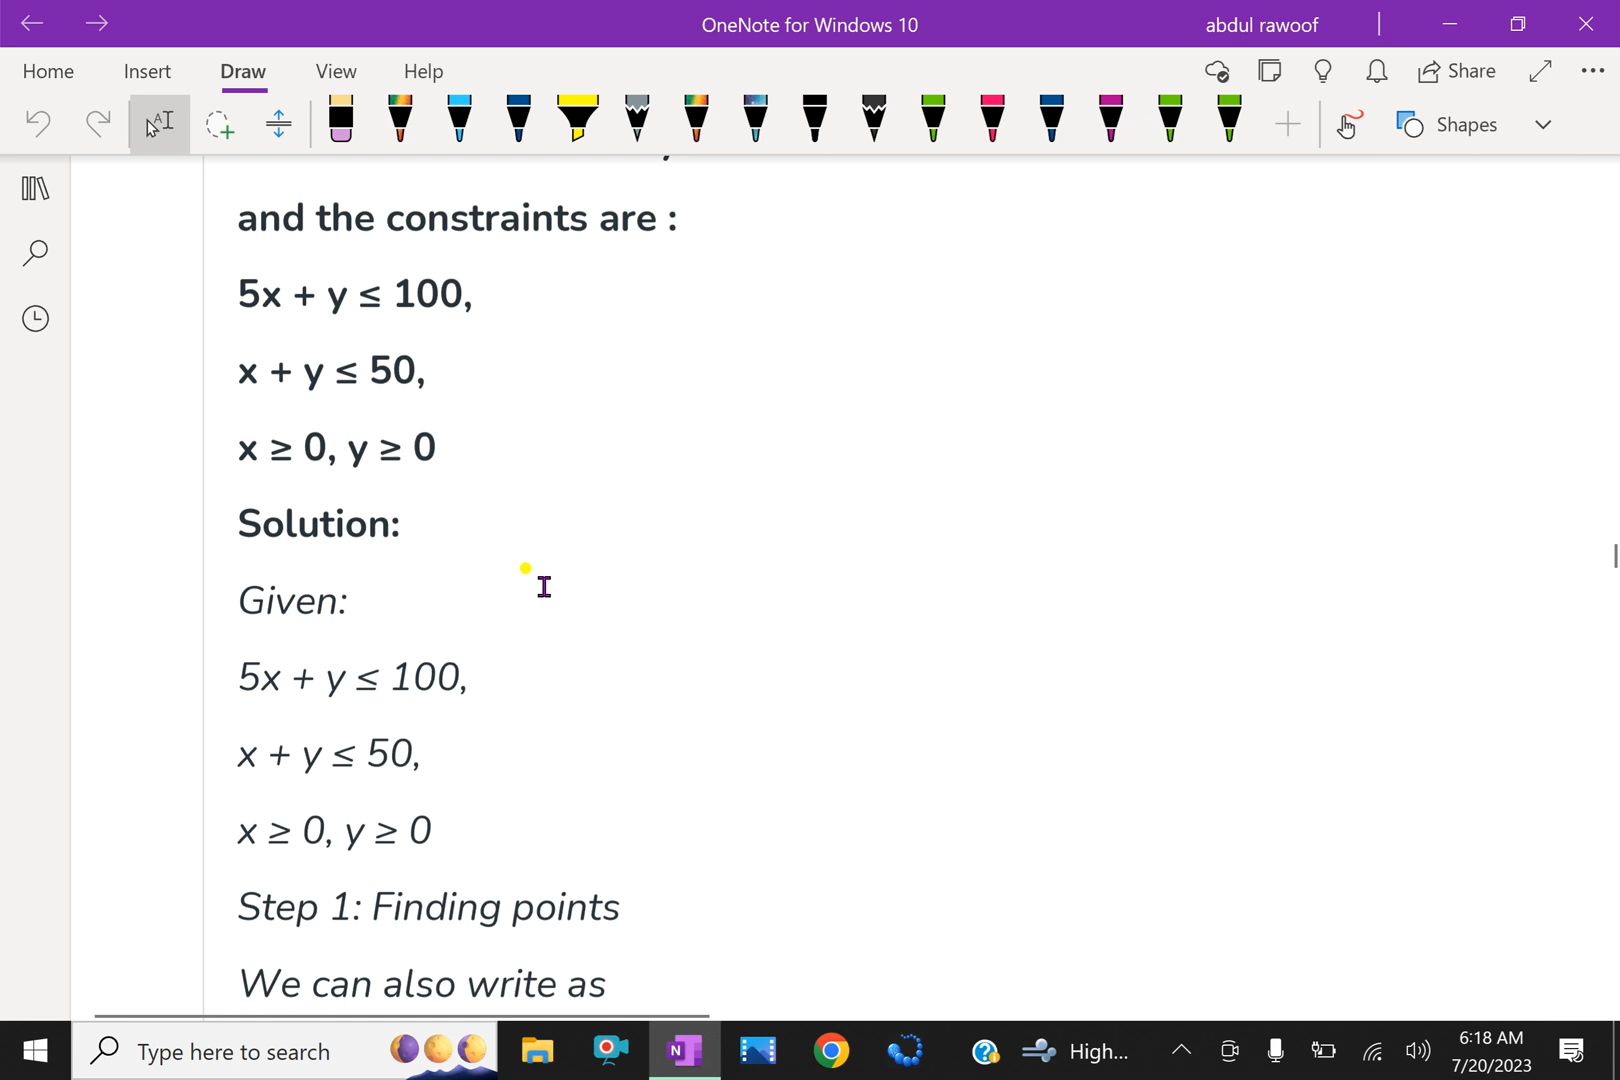 OneNote for Windows 10
abdul rawoof
Home
Insert
Draw
View
Help
Share
Shapes
and the constraints are :
5x + y ≤ 100,
x + y ≤ 50,
x ≥ 0, y ≥ 0
Solution:
Given:
5x + y ≤ 100,
x + y ≤ 50,
x ≥ 0, y ≥ 0
Step 1: Finding points
We can also write as
Type here to search
High...
6:18 AM
7/20/2023